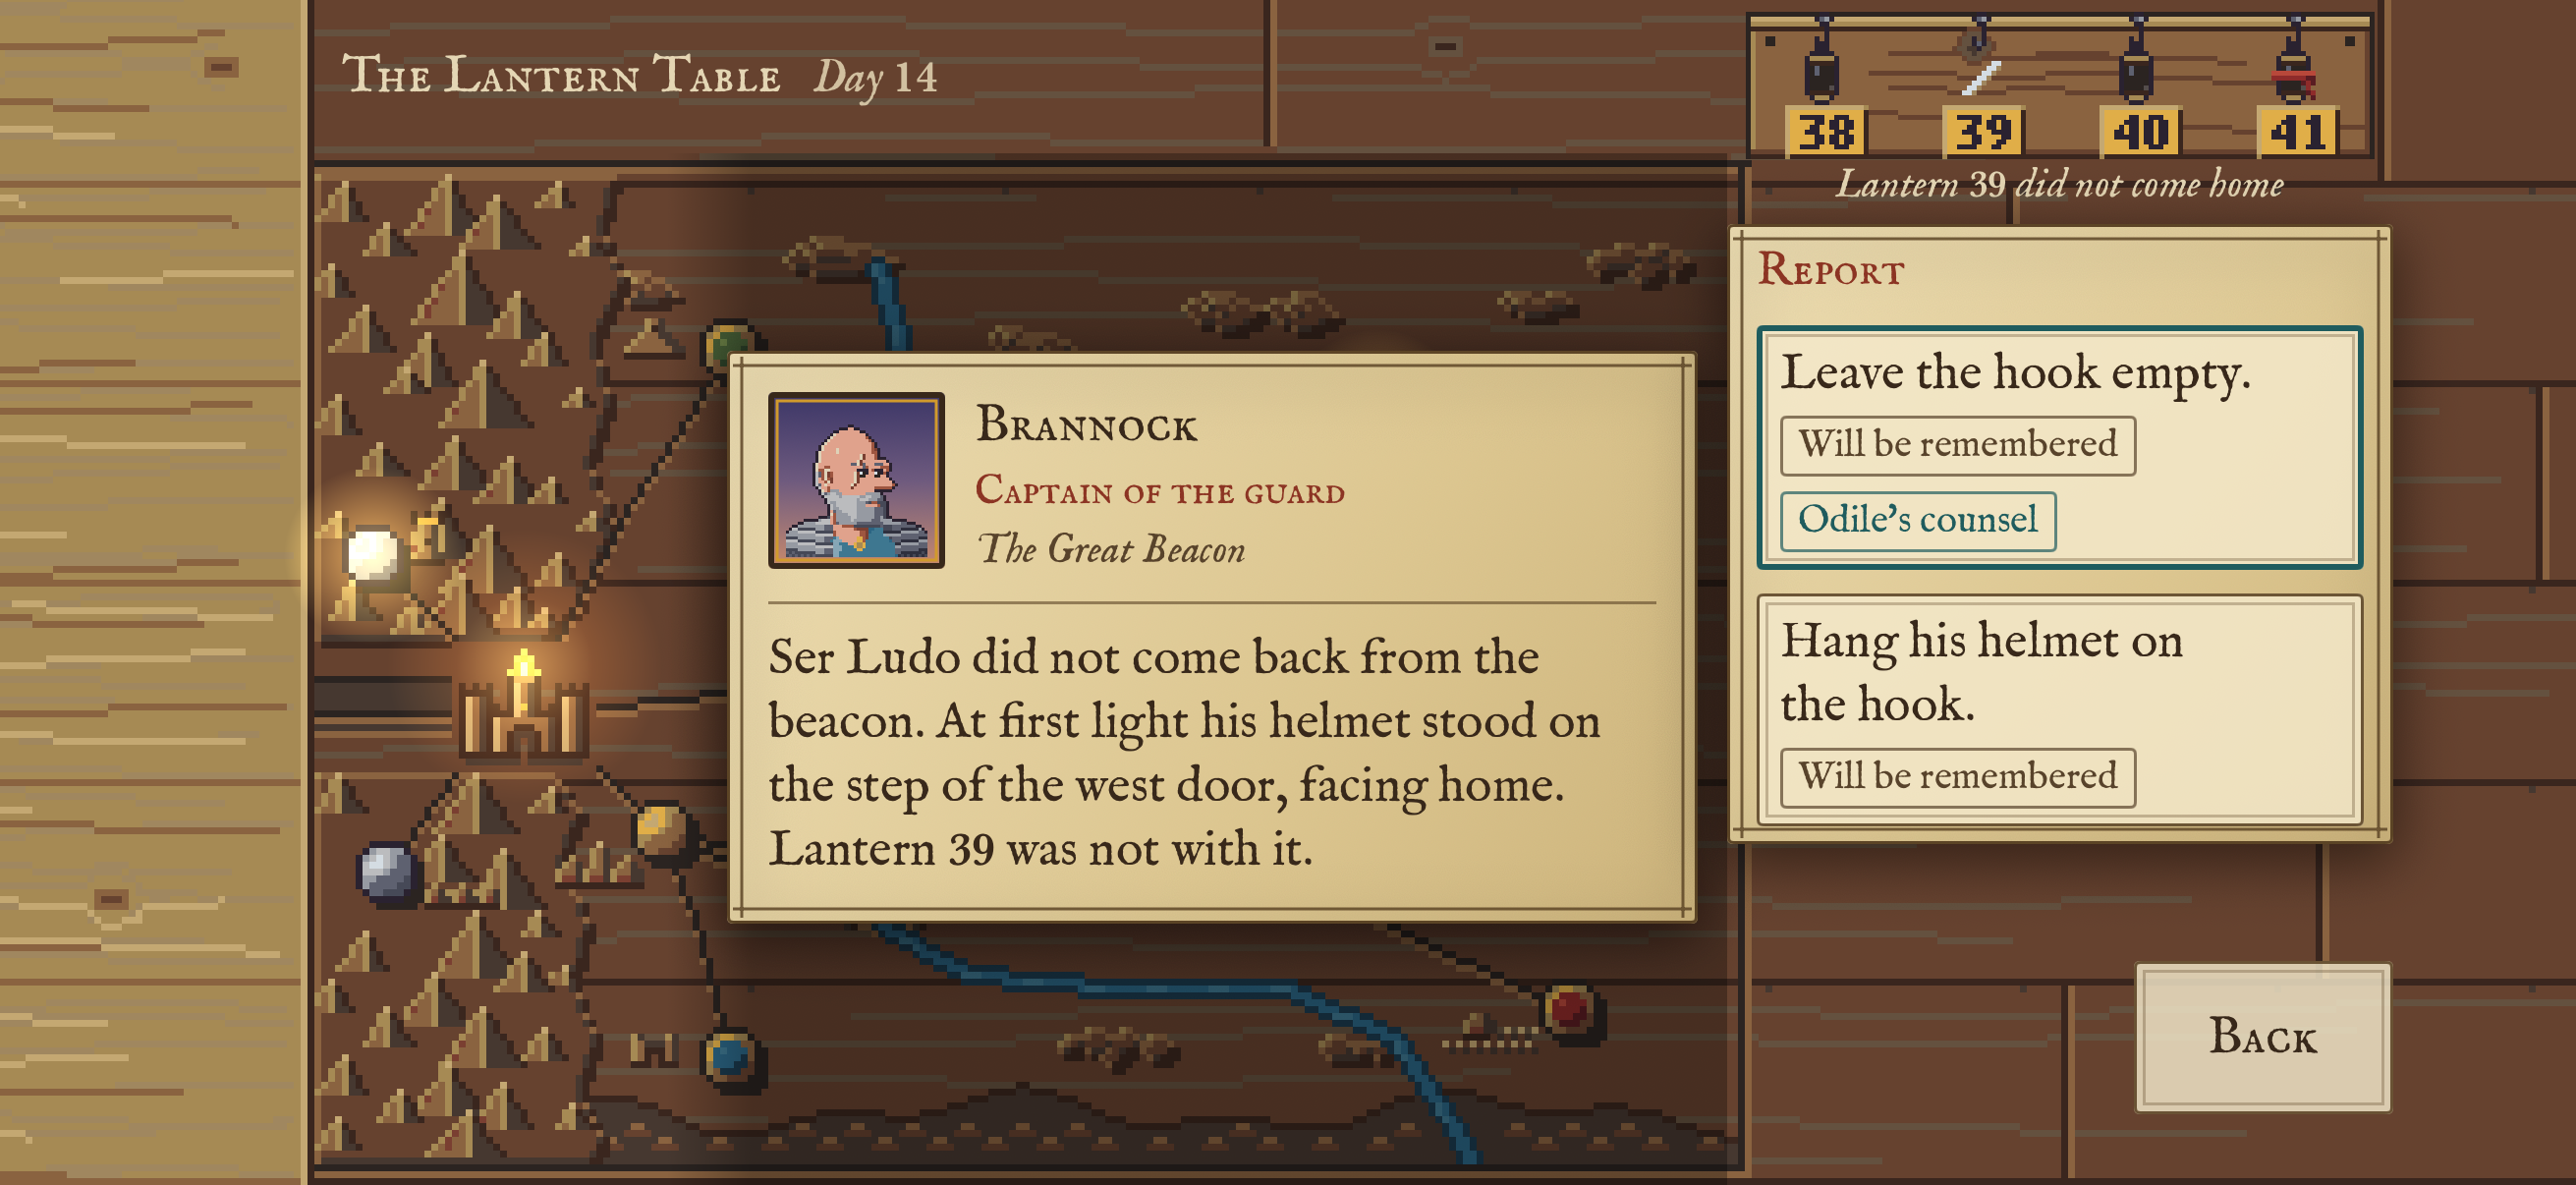 The Lantern Table Day 14
38 39 40 41
Lantern 39 did not come home
Report
Leave the hook empty.
Will be remembered
Odile's counsel
Hang his helmet on
the hook.
Will be remembered
Brannock
Captain of the guard
The Great Beacon
Ser Ludo did not come back from the
beacon. At first light his helmet stood on
the step of the west door, facing home.
Lantern 39 was not with it.
Back